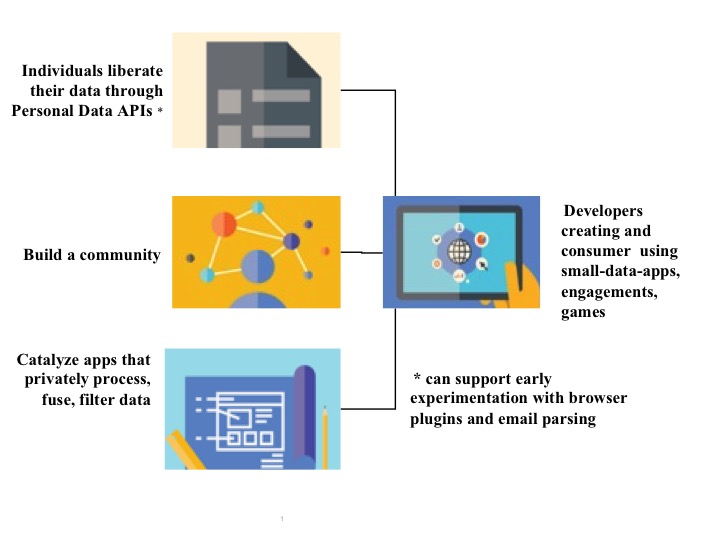 Individuals liberate
their data through
Personal Data APIs *
Build a community
Catalyze apps that
privately process,
fuse, filter data
Developers
creating and
consumer using
small-data-apps,
engagements,
games
* can support early
experimentation with browser
plugins and email parsing
1